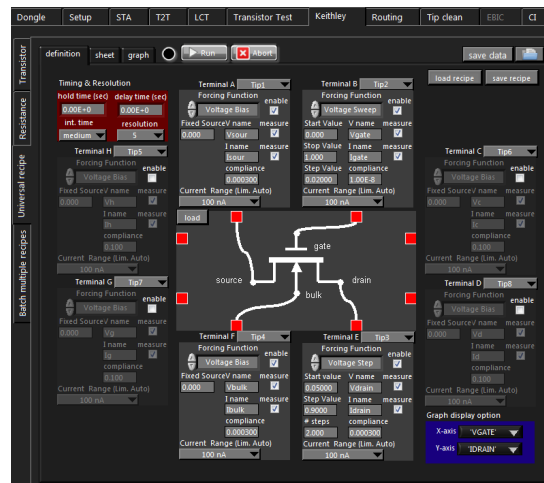 Dongle Setup STA T2T LCT Transistor Test Keithley Routing Tip clean EBIC CI
Transistor
Resistance
Universal recipe
Batch multiple recipes
definition sheet graph Run Abort save data
load recipe save recipe
Timing & Resolution
hold time (sec) delay time (sec)
0.00E+0 0.00E+0
int. time resolution
medium 5
Terminal A Tip1
Forcing Function
Voltage Bias enable
Fixed Source V name measure
0.000 Vsour
I name
Isour
compliance
0.000300
Current Range (Lim. Auto)
100 nA
Terminal B Tip2
Forcing Function
Voltage Sweep enable
Start Value V name measure
0.000 Vgate
Stop Value I name measure
1.000 Igate
Step Value compliance
0.02000 1.00E-8
Current Range (Lim. Auto)
100 nA
Terminal H Tip5
Forcing Function
Voltage Bias enable
Fixed Source V name measure
0.000 Vh
I name measure
Ih
compliance
0.100
Current Range (Lim. Auto)
100 nA
Terminal C Tip6
Forcing Function
Voltage Bias enable
Fixed Source V name measure
0.000 Vc
I name measure
Ic
compliance
0.100
Current Range (Lim. Auto)
100 nA
load
gate
source drain
bulk
Terminal G Tip7
Forcing Function
Voltage Bias enable
Fixed Source V name measure
0.000 Vg
I name measure
Ig
compliance
0.100
Current Range (Lim. Auto)
100 nA
Terminal D Tip8
Forcing Function
Voltage Bias enable
Fixed Source V name measure
0.000 Vd
I name measure
Id
compliance
0.100
Current Range (Lim. Auto)
100 nA
Terminal F Tip4
Forcing Function
Voltage Bias enable
Fixed Source V name measure
0.000 Vbulk
I name measure
Ibulk
compliance
0.000300
Current Range (Lim. Auto)
100 nA
Terminal E Tip3
Forcing Function
Voltage Step enable
Start value V name measure
0.05000 Vdrain
Step Value I name measure
0.9000 Idrain
# steps compliance
2.000 0.000300
Current Range (Lim. Auto)
100 nA
Graph display option
X-axis 'VGATE'
Y-axis 'IDRAIN'